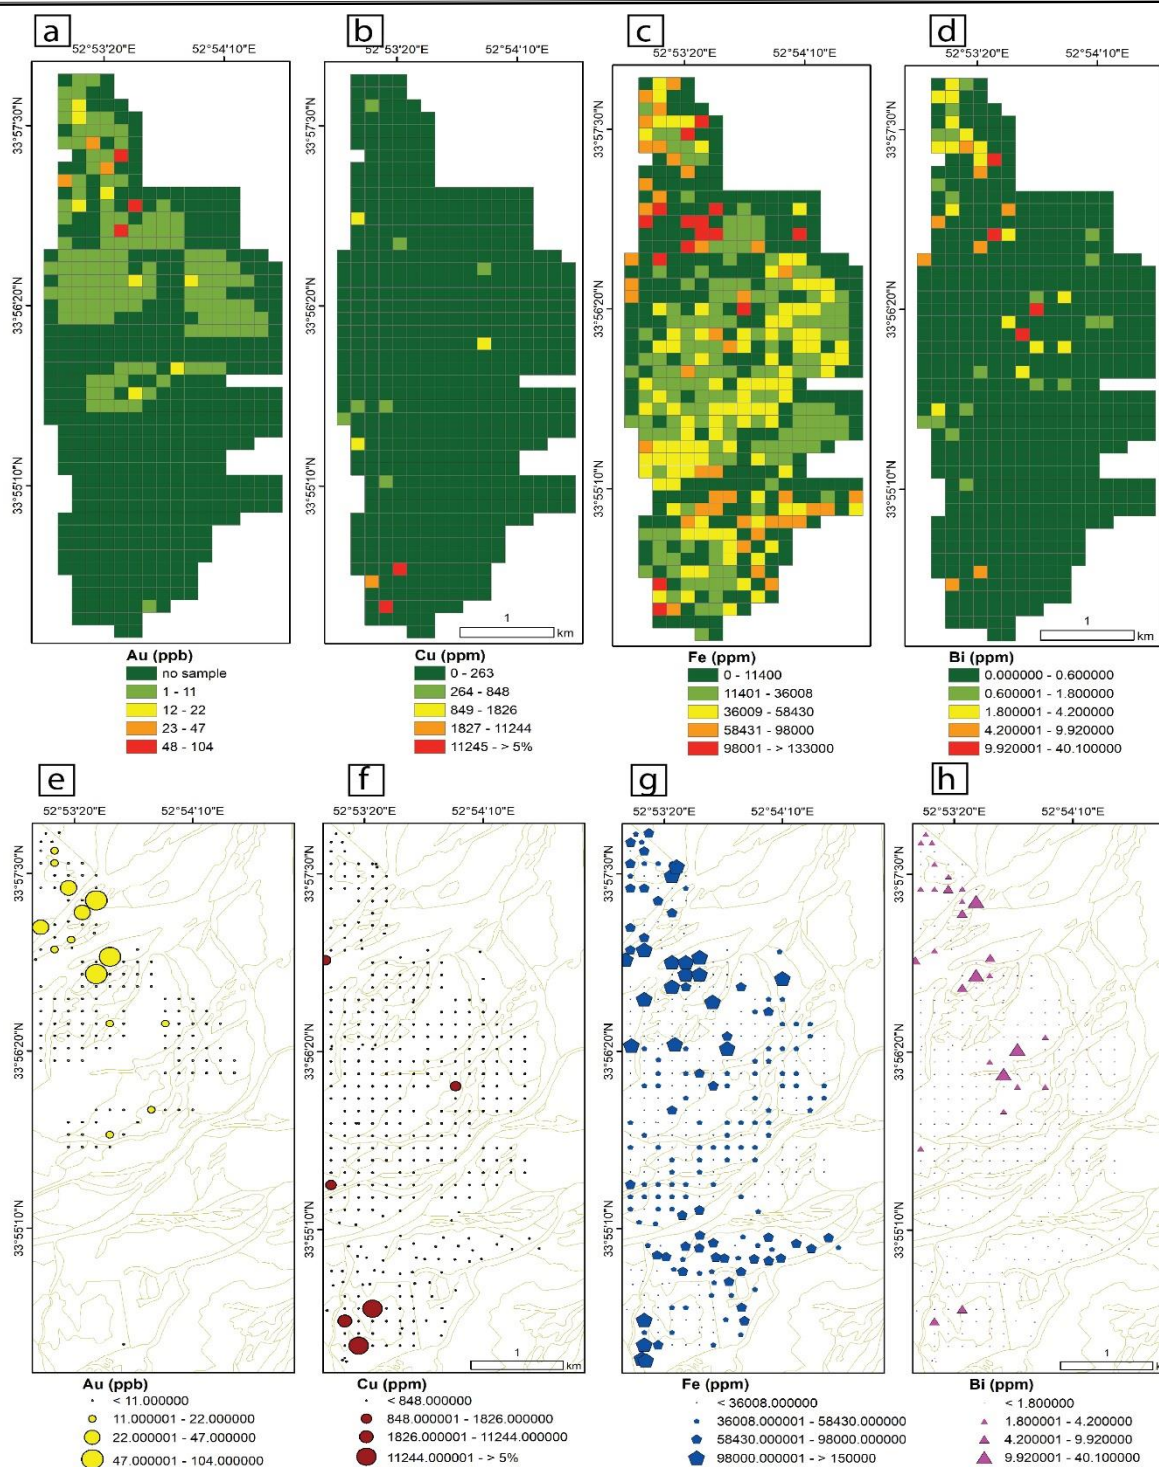 a
52°53'20"E 52°54'10"E
33°57'30"N
33°56'20"N
33°55'10"N
Au (ppb)
no sample
1 - 11
12 - 22
23 - 47
48 - 104
b
52°53'20"E 52°54'10"E
1
km
Cu (ppm)
0 - 263
264 - 848
849 - 1826
1827 - 11244
11245 - > 5%
c
52°53'20"E 52°54'10"E
33°57'30"N
33°56'20"N
33°55'10"N
Fe (ppm)
0 - 11400
11401 - 36008
36009 - 58430
58431 - 98000
98001 - > 133000
d
52°53'20"E 52°54'10"E
33°57'30"N
33°56'20"N
33°55'10"N
1
km
Bi (ppm)
0.000000 - 0.600000
0.600001 - 1.800000
1.800001 - 4.200000
4.200001 - 9.920000
9.920001 - 40.100000
e
52°53'20"E 52°54'10"E
33°57'30"N
33°56'20"N
33°55'10"N
Au (ppb)
< 11.000000
11.000001 - 22.000000
22.000001 - 47.000000
47.000001 - 104.000000
f
52°53'20"E 52°54'10"E
33°57'30"N
33°56'20"N
33°55'10"N
1
km
Cu (ppm)
< 848.000000
848.000001 - 1826.000000
1826.000001 - 11244.000000
11244.000001 - > 5%
g
52°53'20"E 52°54'10"E
33°57'30"N
33°56'20"N
33°55'10"N
Fe (ppm)
< 36008.000000
36008.000001 - 58430.000000
58430.000001 - 98000.000000
98000.000001 - > 150000
h
52°53'20"E 52°54'10"E
33°57'30"N
33°56'20"N
33°55'10"N
1
Bi (ppm)
< 1.800
1.800001 - 4.200000
4.200001 - 9.920000
9.920001 - 40.100000